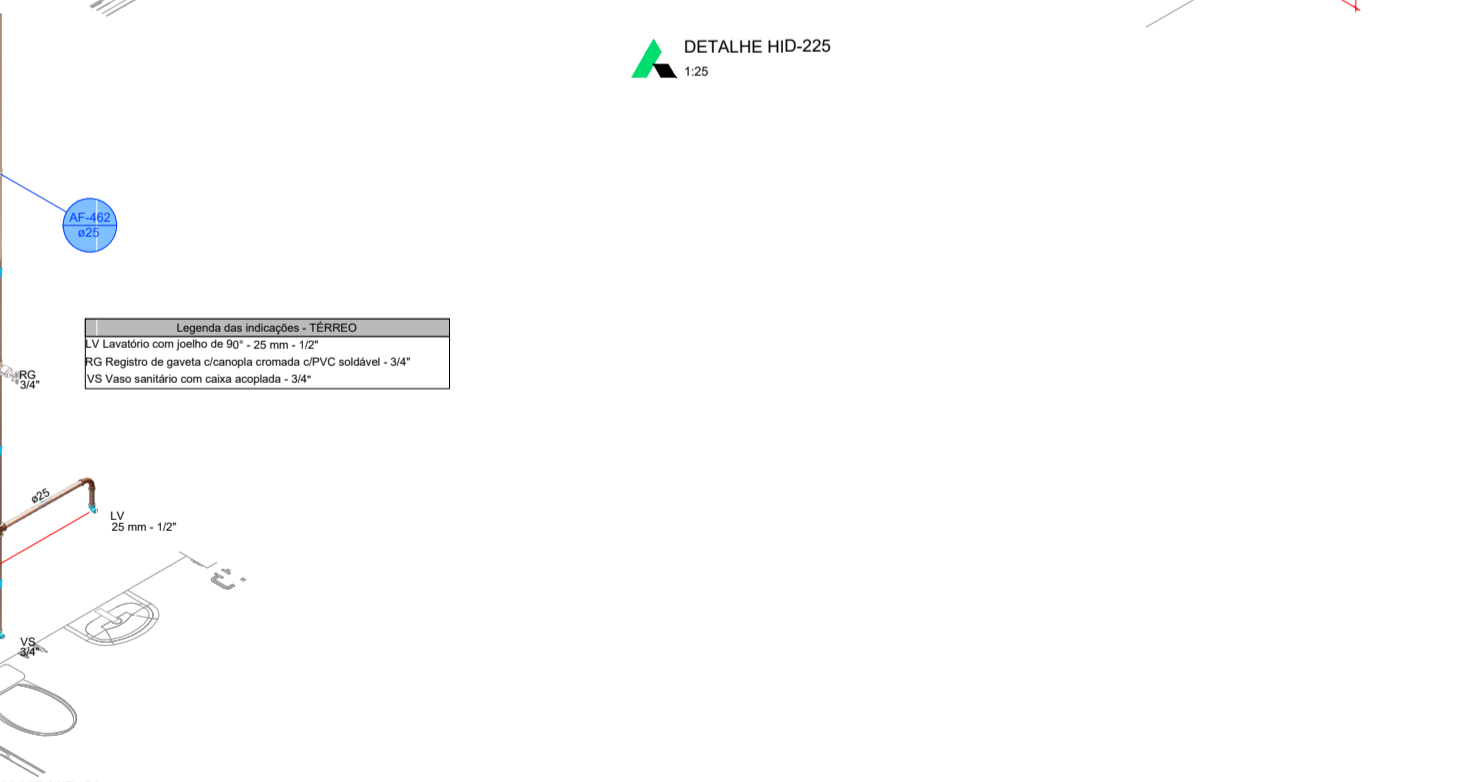 DETALHE HID-225
1:25
AF-462
ø25
Legenda das indicações - TÉRREO
LV Lavatório com joelho de 90° - 25 mm - 1/2"
RG Registro de gaveta c/canopla cromada c/PVC soldável - 3/4"
VS Vaso sanitário com caixa acoplada - 3/4"
RG
3/4"
ø25
LV
25 mm - 1/2"
VS
3/4"